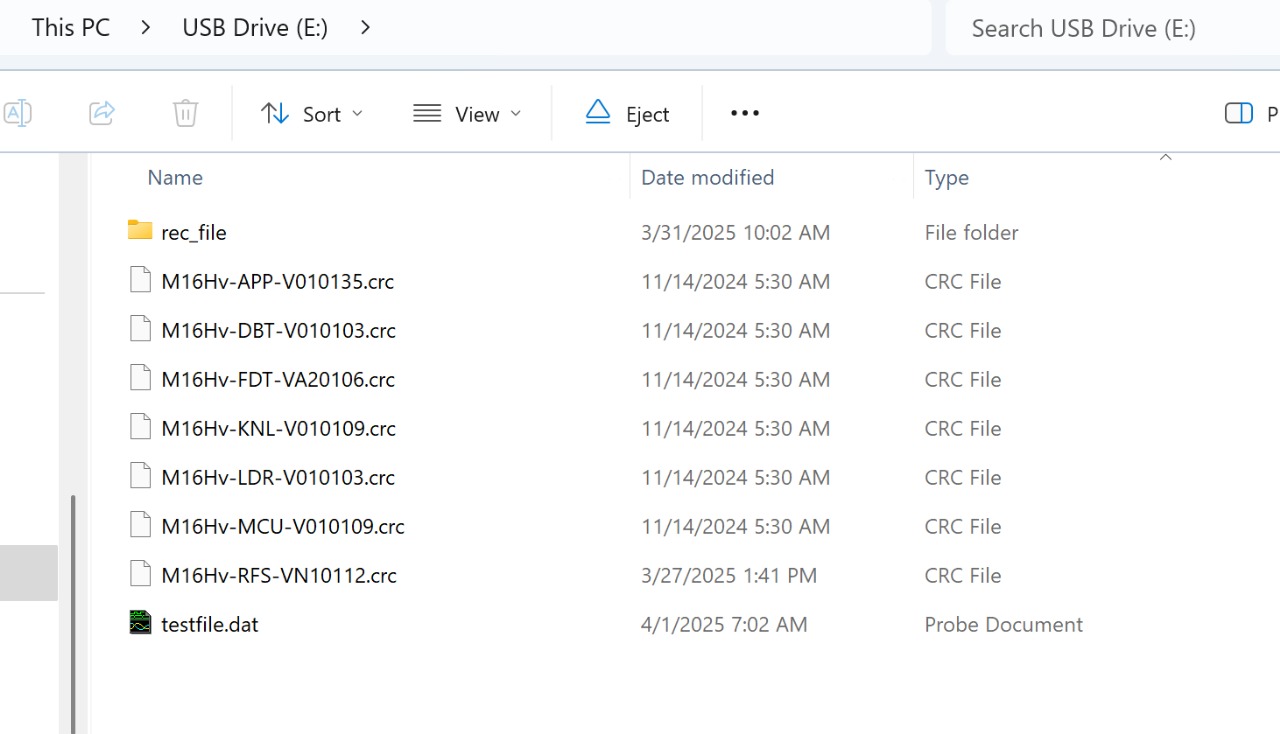 This PC > USB Drive (E:) > Search USB Drive (E:)
Sort View Eject ••• P
Name Date modified Type
rec_file 3/31/2025 10:02 AM File folder
M16Hv-APP-V010135.crc 11/14/2024 5:30 AM CRC File
M16Hv-DBT-V010103.crc 11/14/2024 5:30 AM CRC File
M16Hv-FDT-VA20106.crc 11/14/2024 5:30 AM CRC File
M16Hv-KNL-V010109.crc 11/14/2024 5:30 AM CRC File
M16Hv-LDR-V010103.crc 11/14/2024 5:30 AM CRC File
M16Hv-MCU-V010109.crc 11/14/2024 5:30 AM CRC File
M16Hv-RFS-VN10112.crc 3/27/2025 1:41 PM CRC File
testfile.dat 4/1/2025 7:02 AM Probe Document